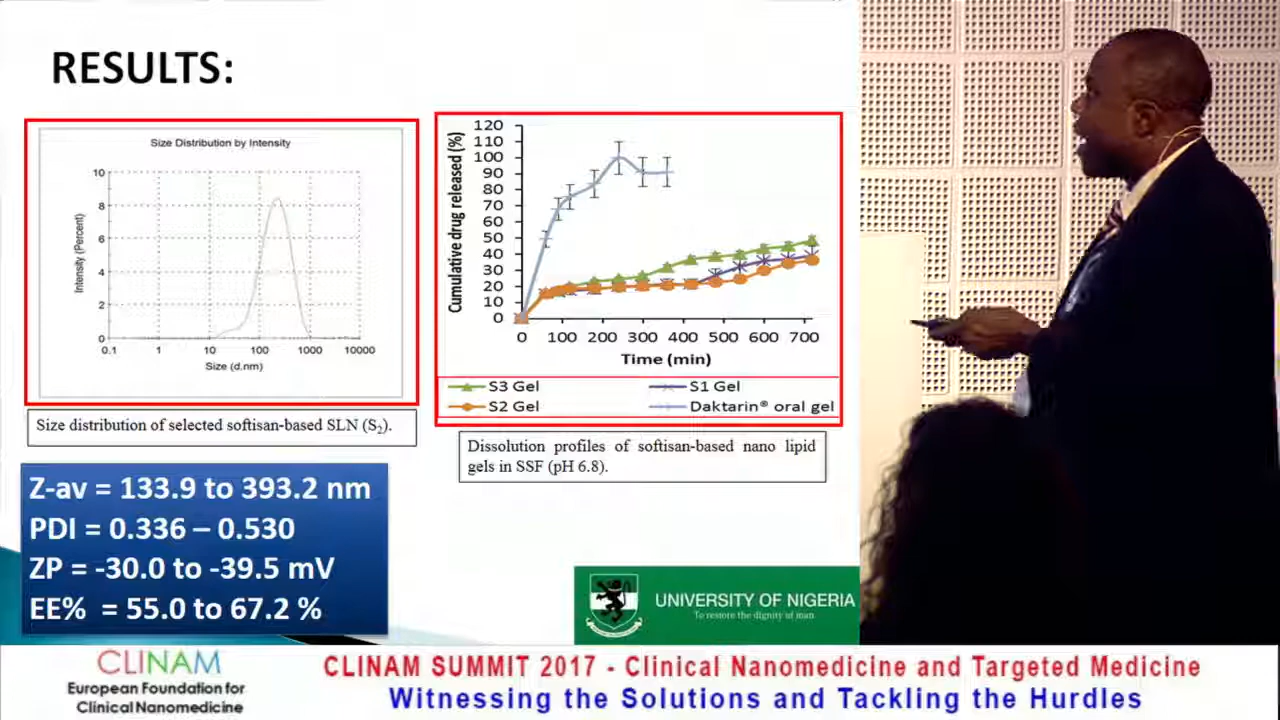 RESULTS:
Size Distribution by Intensity
Intensity (Percent)
10
8
6
4
2
0
0.1 1 10 100 1000 10000
Size (d.nm)
Size distribution of selected softisan-based SLN (S₂).
Cumulative drug released (%)
120
110
100
90
80
70
60
50
40
30
20
10
0
0 100 200 300 400 500 600 700
Time (min)
S3 Gel S1 Gel
S2 Gel Daktarin® oral gel
Dissolution profiles of softisan-based nano lipid
gels in SSF (pH 6.8).
Z-av = 133.9 to 393.2 nm
PDI = 0.336 – 0.530
ZP = -30.0 to -39.5 mV
EE% = 55.0 to 67.2 %
UNIVERSITY OF NIGERIA
To restore the dignity of man
CLINAM
European Foundation for
Clinical Nanomedicine
CLINAM SUMMIT 2017 - Clinical Nanomedicine and Targeted Medicine
Witnessing the Solutions and Tackling the Hurdles